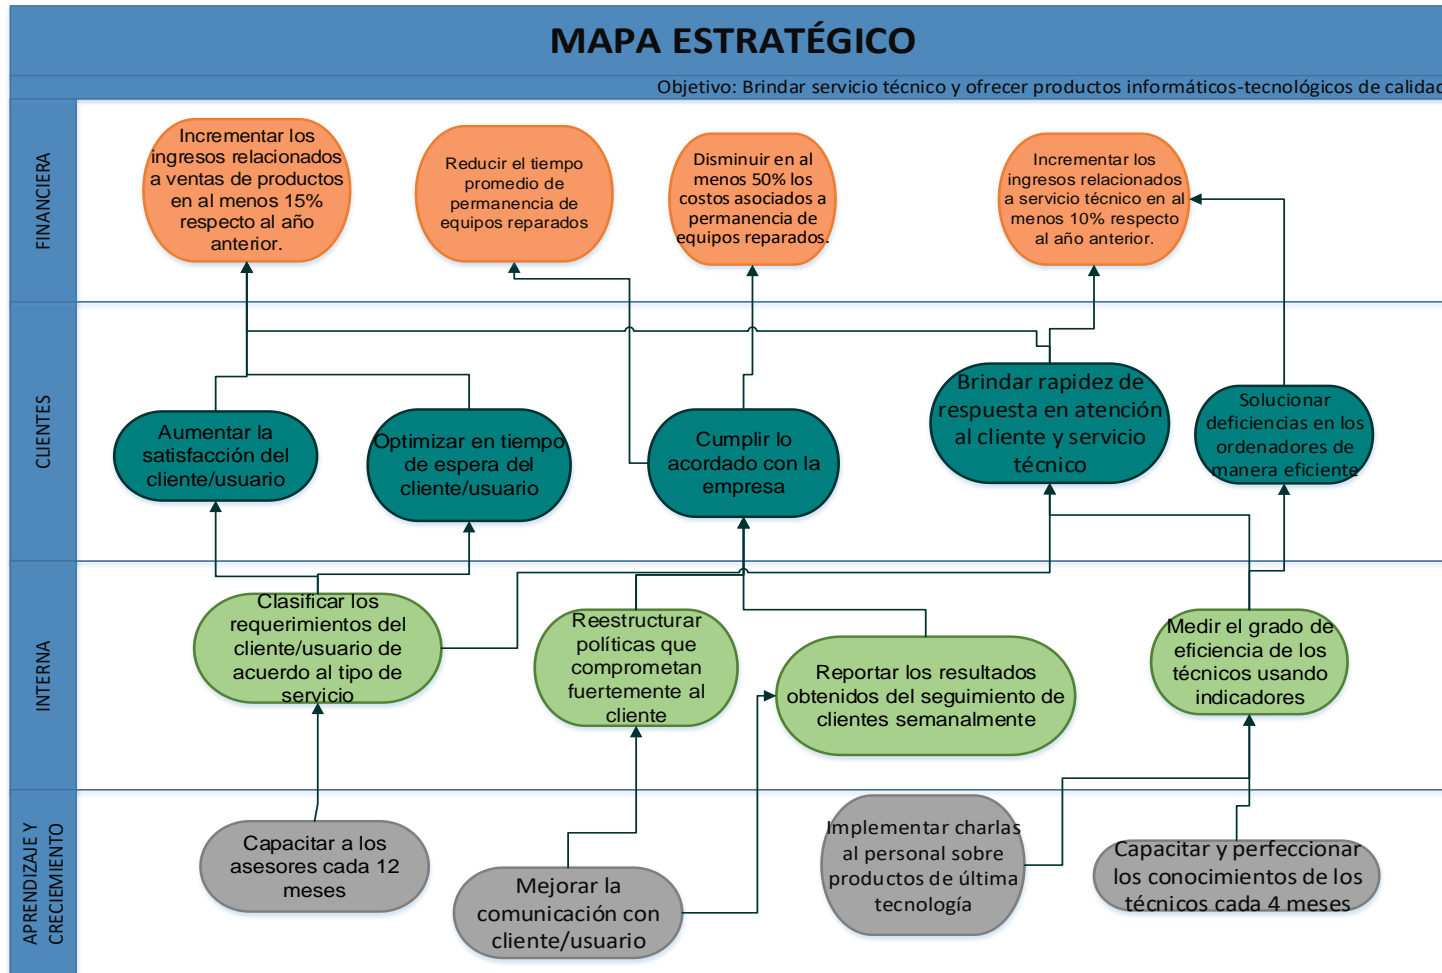 MAPA ESTRATÉGICO
Objetivo: Brindar servicio técnico y ofrecer productos informáticos-tecnológicos de calidad
FINANCIERA
Incrementar los
ingresos relacionados
a ventas de productos
en al menos 15%
respecto al año
anterior.
Reducir el tiempo
promedio de
permanencia de
equipos reparados
Disminuir en al
menos 50% los
costos asociados a
permanencia de
equipos reparados.
Incrementar los
ingresos relacionados
a servicio técnico en al
menos 10% respecto
al año anterior.
CLIENTES
Aumentar la
satisfacción del
cliente/usuario
Optimizar en tiempo
de espera del
cliente/usuario
Cumplir lo
acordado con la
empresa
Brindar rapidez de
respuesta en atención
al cliente y servicio
técnico
Solucionar
deficiencias en los
ordenadores de
manera eficiente
INTERNA
Clasificar los
requerimientos del
cliente/usuario de
acuerdo al tipo de
servicio
Reestructurar
políticas que
comprometan
fuertemente al
cliente
Reportar los resultados
obtenidos del seguimiento de
clientes semanalmente
Medir el grado de
eficiencia de los
técnicos usando
indicadores
APRENDIZAJE Y
CRECIEMIENTO
Capacitar a los
asesores cada 12
meses
Mejorar la
comunicación con
cliente/usuario
Implementar charlas
al personal sobre
productos de última
tecnología
Capacitar y perfeccionar
los conocimientos de los
técnicos cada 4 meses